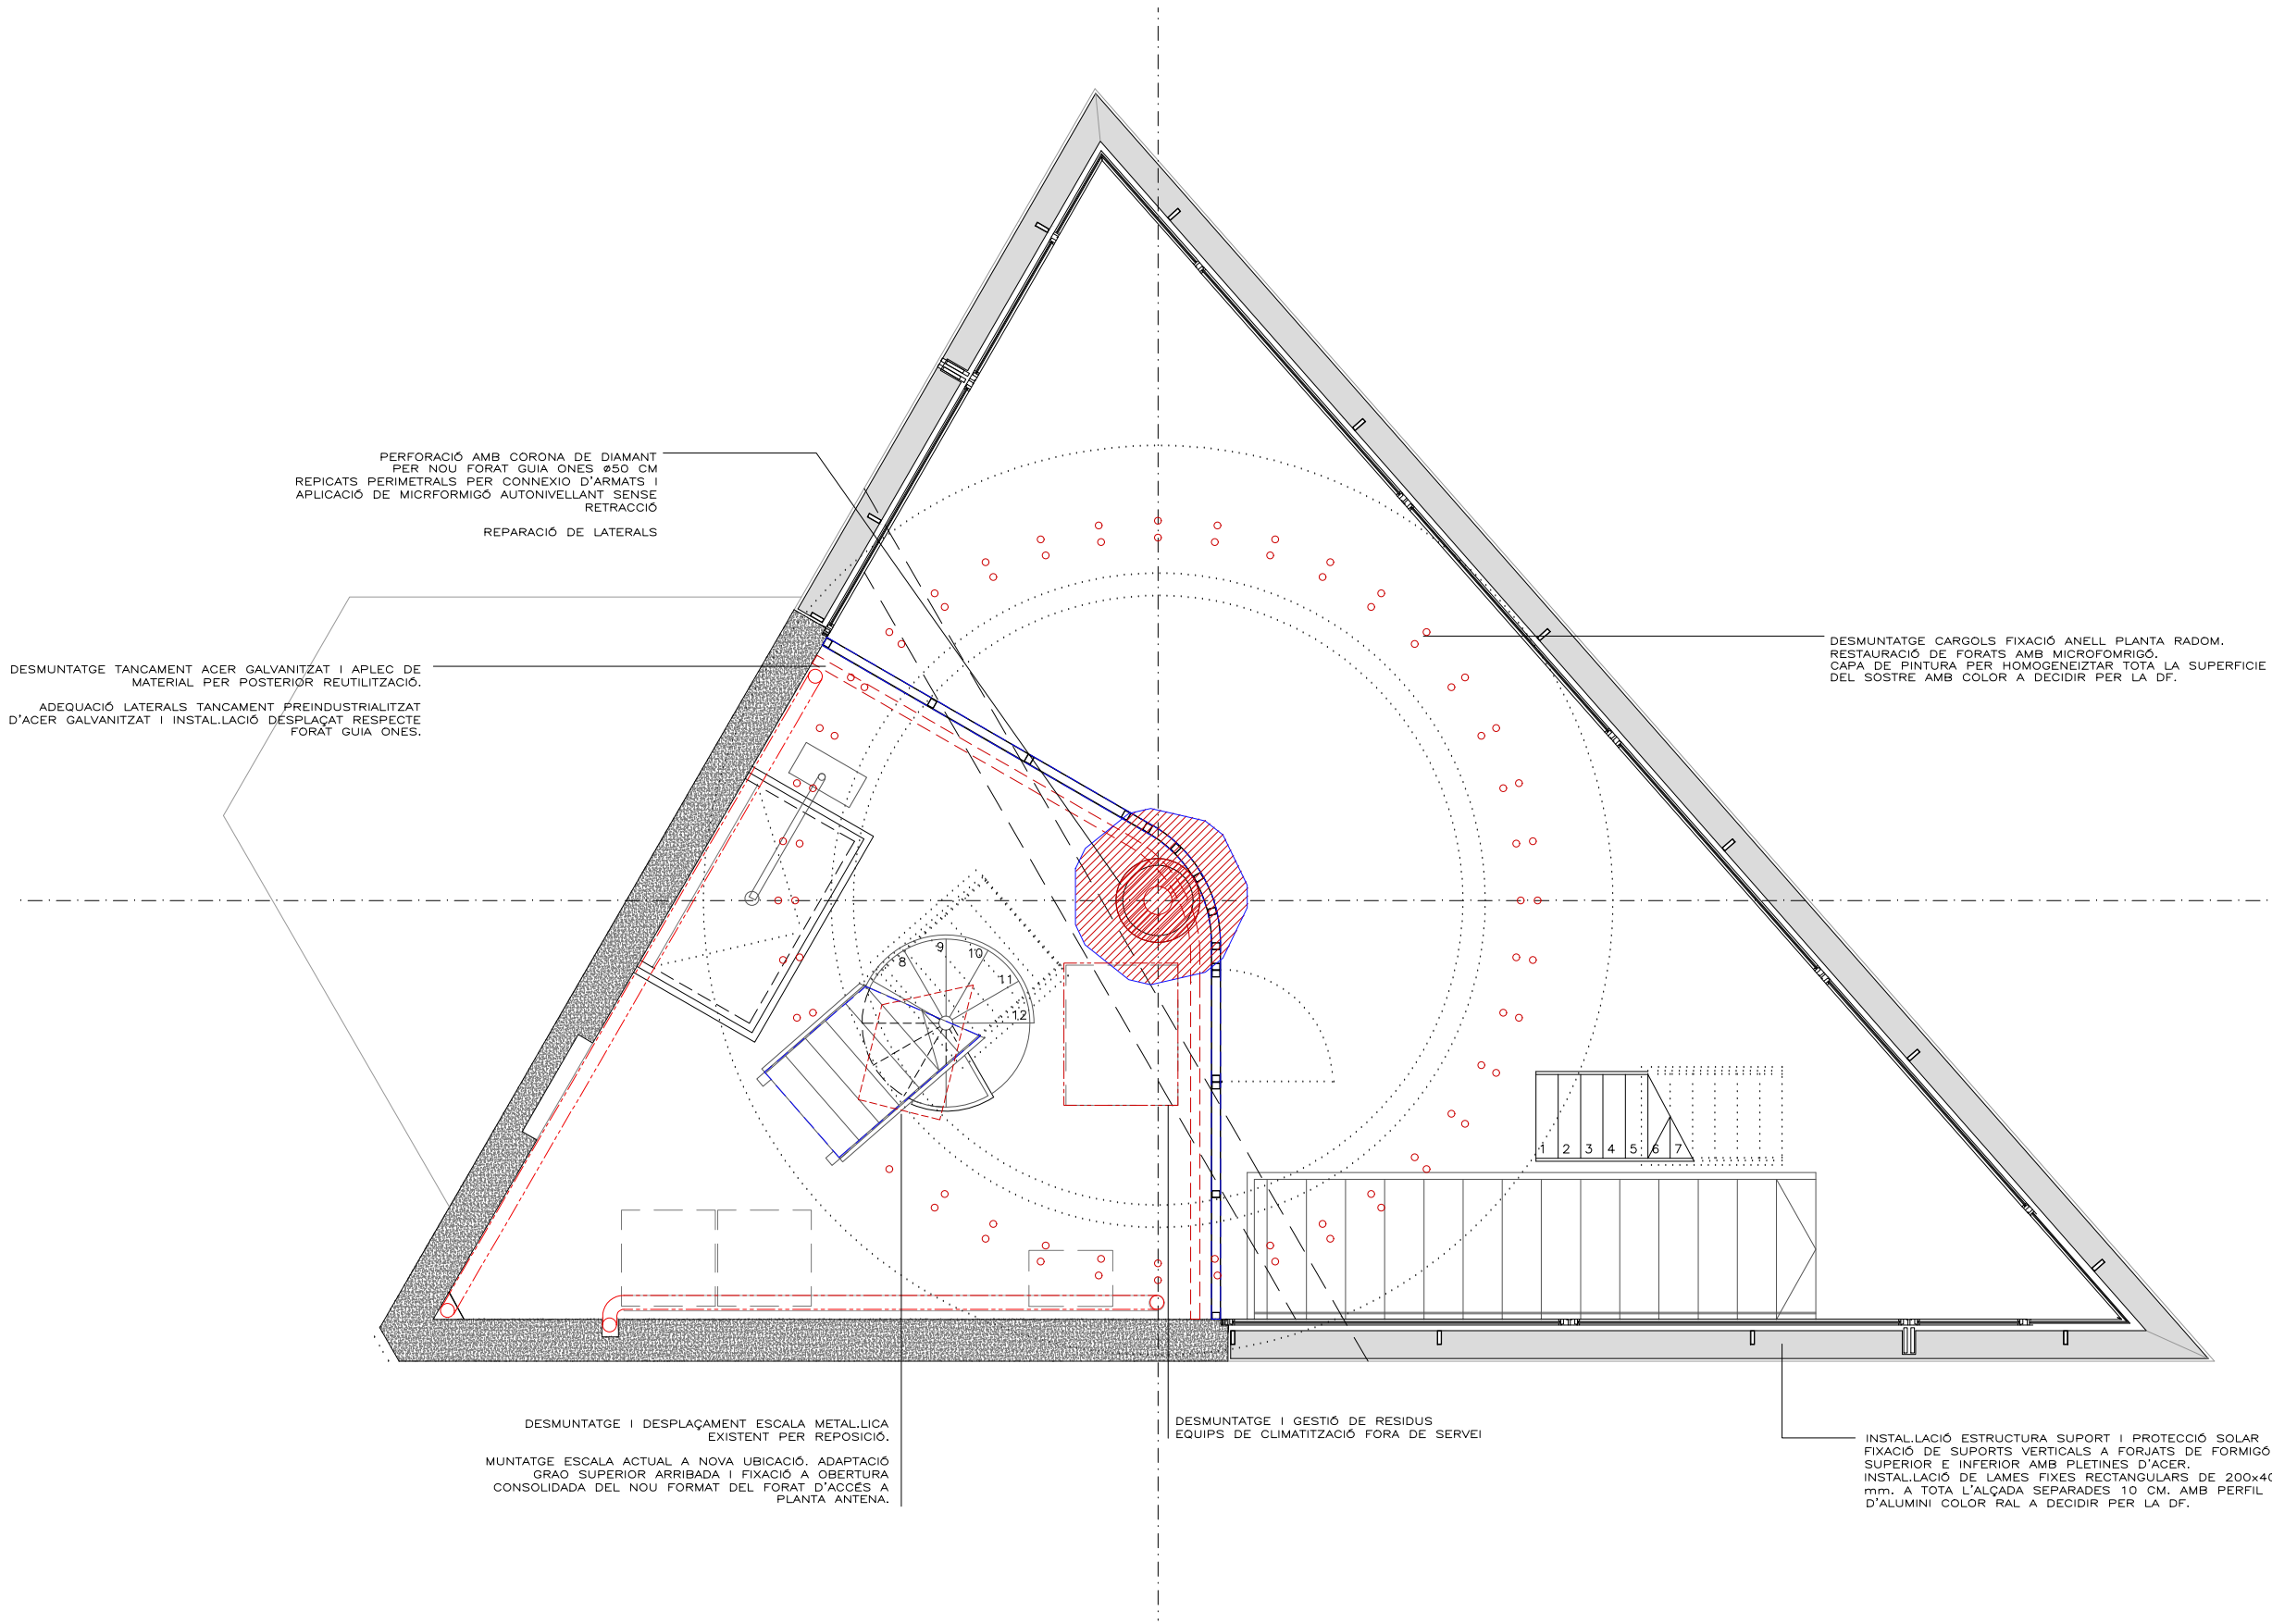 PERFORACIÓ AMB CORONA DE DIAMANT
PER NOU FORAT GUIA ONES ø50 CM
REPICATS PERIMETRALS PER CONNEXIO D'ARMATS I
APLICACIÓ DE MICRFORMIGÓ AUTONIVELLANT SENSE
RETRACCIÓ
REPARACIÓ DE LATERALS
DESMUNTATGE CARGOLS FIXACIÓ ANELL PLANTA RADOM.
RESTAURACIÓ DE FORATS AMB MICROFOMRIGÓ.
CAPA DE PINTURA PER HOMOGENEIZTAR TOTA LA SUPERFICIE
DEL SOSTRE AMB COLOR A DECIDIR PER LA DF.
DESMUNTATGE TANCAMENT ACER GALVANITZAT I APLEC DE
MATERIAL PER POSTERIOR REUTILITZACIÓ.
ADEQUACIÓ LATERALS TANCAMENT PREINDUSTRIALITZAT
D'ACER GALVANITZAT I INSTAL.LACIÓ DESPLAÇAT RESPECTE
FORAT GUIA ONES.
8
9
10
11
12
1 2 3 4 5 6 7
DESMUNTATGE I DESPLAÇAMENT ESCALA METAL.LICA
EXISTENT PER REPOSICIÓ.
MUNTATGE ESCALA ACTUAL A NOVA UBICACIÓ. ADAPTACIÓ
GRAO SUPERIOR ARRIBADA I FIXACIÓ A OBERTURA
CONSOLIDADA DEL NOU FORMAT DEL FORAT D'ACCÉS A
PLANTA ANTENA.
DESMUNTATGE I GESTIÓ DE RESIDUS
EQUIPS DE CLIMATITZACIÓ FORA DE SERVEI
INSTAL.LACIÓ ESTRUCTURA SUPORT I PROTECCIÓ SOLAR
FIXACIÓ DE SUPORTS VERTICALS A FORJATS DE FORMIGÓ
SUPERIOR E INFERIOR AMB PLETINES D'ACER.
INSTAL.LACIÓ DE LAMES FIXES RECTANGULARS DE 200x40
mm. A TOTA L'ALÇADA SEPARADES 10 CM. AMB PERFIL
D'ALUMINI COLOR RAL A DECIDIR PER LA DF.